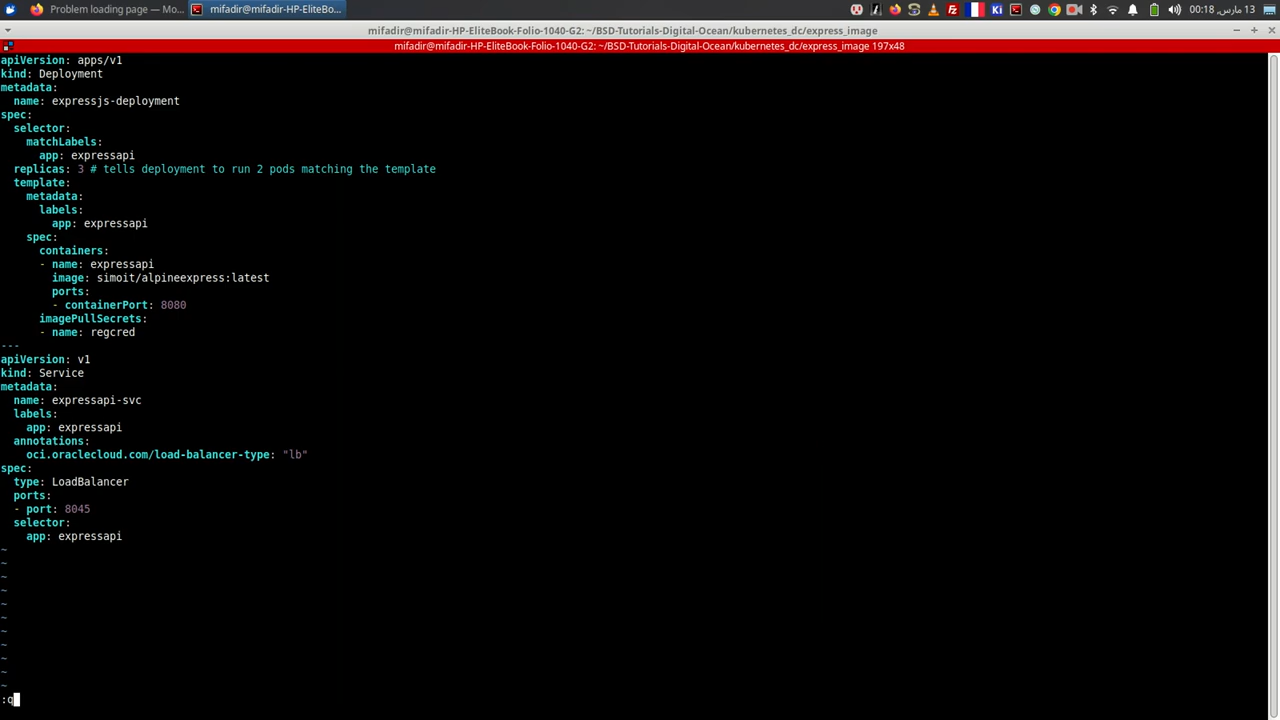 Problem loading page — Mo...
mifadir@mifadir-HP-EliteBo...
Ki
00:18 ,مارس 13
mifadir@mifadir-HP-EliteBook-Folio-1040-G2: ~/BSD-Tutorials-Digital-Ocean/kubernetes_dc/express_image
mifadir@mifadir-HP-EliteBook-Folio-1040-G2: ~/BSD-Tutorials-Digital-Ocean/kubernetes_dc/express_image 197x48
apiVersion: apps/v1
kind: Deployment
metadata:
  name: expressjs-deployment
spec:
  selector:
    matchLabels:
      app: expressapi
  replicas: 3 # tells deployment to run 2 pods matching the template
  template:
    metadata:
      labels:
        app: expressapi
    spec:
      containers:
      - name: expressapi
        image: simoit/alpineexpress:latest
        ports:
        - containerPort: 8080
      imagePullSecrets:
      - name: regcred
---
apiVersion: v1
kind: Service
metadata:
  name: expressapi-svc
  labels:
    app: expressapi
  annotations:
    oci.oraclecloud.com/load-balancer-type: "lb"
spec:
  type: LoadBalancer
  ports:
  - port: 8045
  selector:
    app: expressapi
~
~
~
~
~
~
~
~
~
~
~
:q